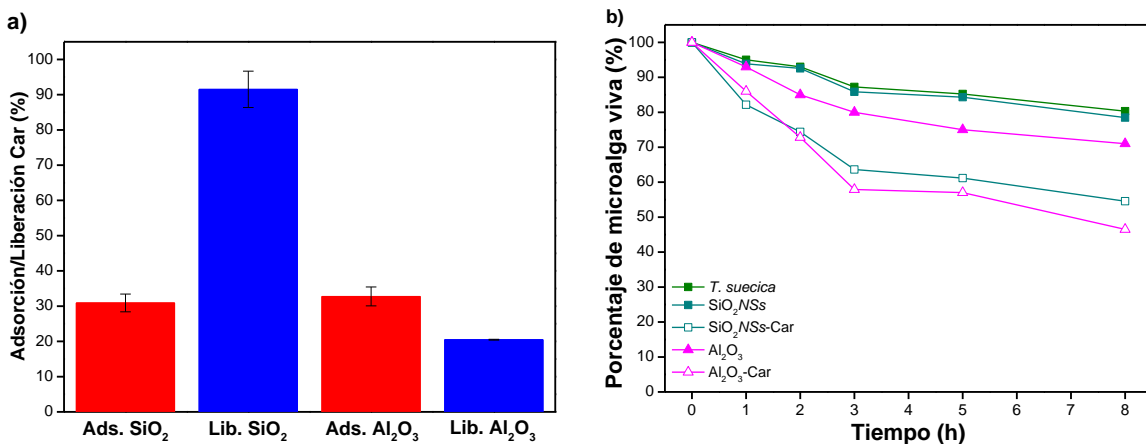 a)
Adsorción/Liberación Car (%)
100
90
80
70
60
50
40
30
20
10
0
Ads. SiO₂
Lib. SiO₂
Ads. Al₂O₃
Lib. Al₂O₃
b)
Porcentaje de microalga viva (%)
100
90
80
70
60
50
40
30
20
10
0
T. suecica
SiO₂NSs
SiO₂NSs-Car
Al₂O₃
Al₂O₃-Car
0 1 2 3 4 5 6 7 8
Tiempo (h)